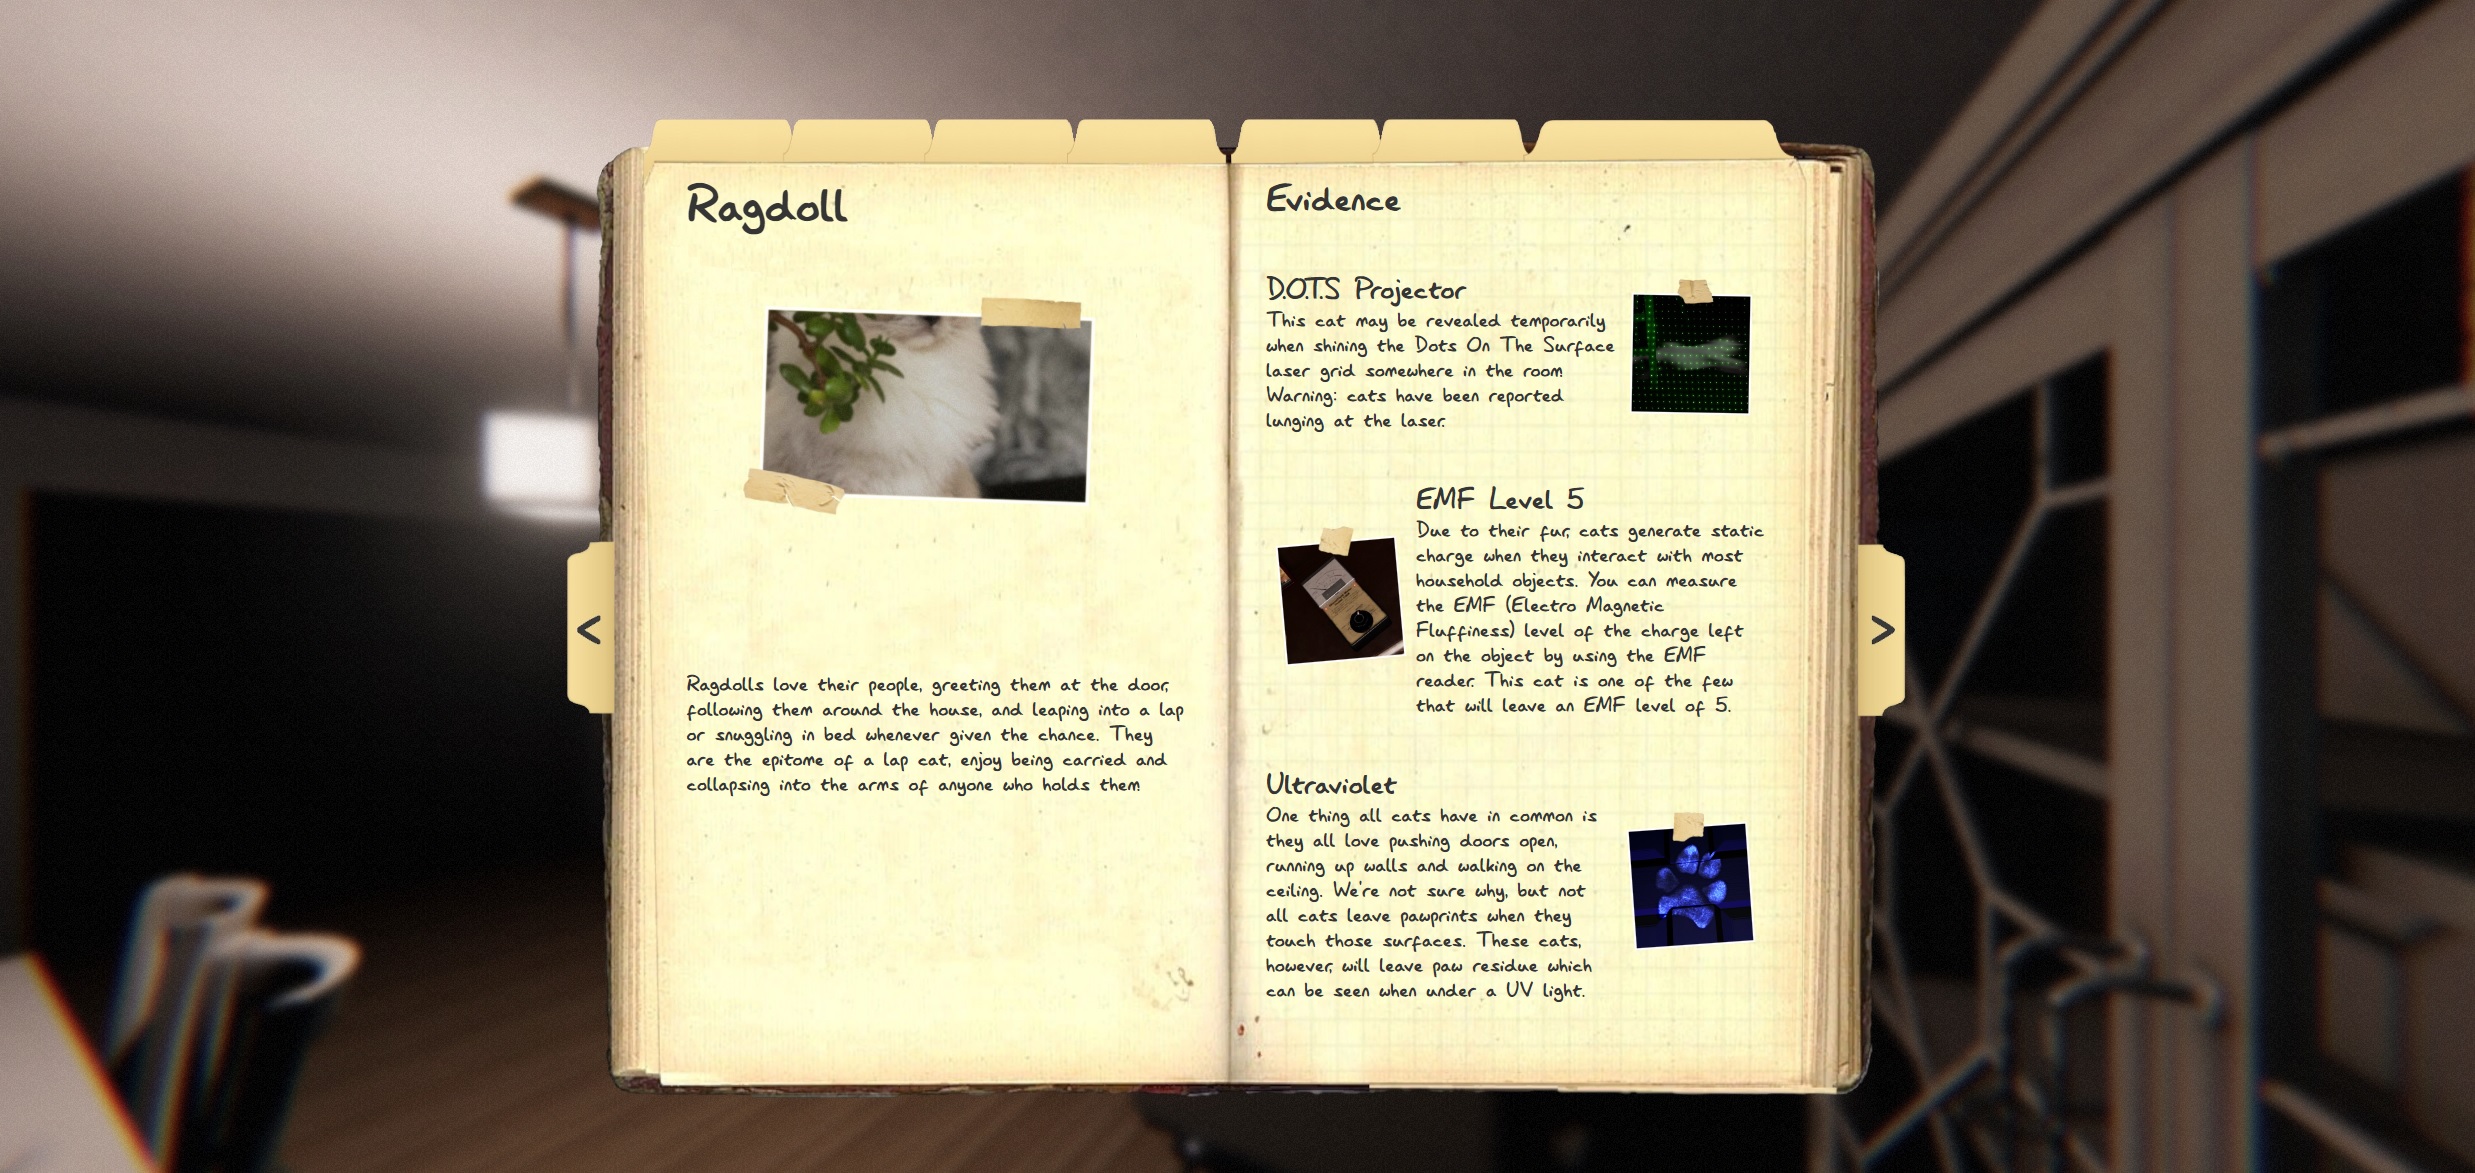 Ragdoll
Ragdolls love their people, greeting them at the door,
following them around the house, and leaping into a lap
or snuggling in bed whenever given the chance. They
are the epitome of a lap cat, enjoy being carried and
collapsing into the arms of anyone who holds them.
Evidence
D.O.T.S Projector
This cat may be revealed temporarily
when shining the Dots On The Surface
laser grid somewhere in the room.
Warning: cats have been reported
lunging at the laser.
EMF Level 5
Due to their fur, cats generate static
charge when they interact with most
household objects. You can measure
the EMF (Electro Magnetic
Fluffiness) level of the charge left
on the object by using the EMF
reader. This cat is one of the few
that will leave an EMF level of 5.
Ultraviolet
One thing all cats have in common is
they all love pushing doors open,
running up walls and walking on the
ceiling. We're not sure why, but not
all cats leave pawprints when they
touch those surfaces. These cats,
however, will leave paw residue which
can be seen when under a UV light.
<
>